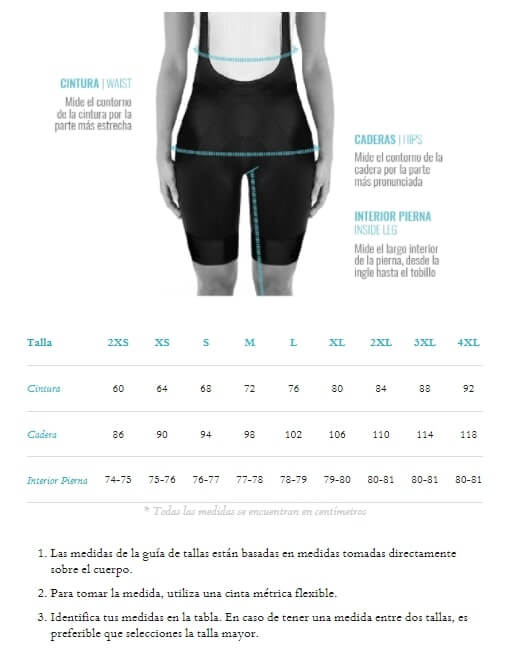 CINTURA | WAIST
Mide el contorno
de la cintura por la
parte más estrecha
CADERAS | HIPS
Mide el contorno de la
cadera por la parte
más pronunciada
INTERIOR PIERNA
INSIDE LEG
Mide el largo interior
de la pierna, desde la
ingle hasta el tobillo
Talla 2XS XS S M L XL 2XL 3XL 4XL
Cintura 60 64 68 72 76 80 84 88 92
Cadera 86 90 94 98 102 106 110 114 118
Interior Pierna 74-75 75-76 76-77 77-78 78-79 79-80 80-81 80-81 80-81
* Todas las medidas se encuentran en centímetros
1. Las medidas de la guía de tallas están basadas en medidas tomadas directamente
sobre el cuerpo.
2. Para tomar la medida, utiliza una cinta métrica flexible.
3. Identifica tus medidas en la tabla. En caso de tener una medida entre dos tallas, es
preferible que selecciones la talla mayor.